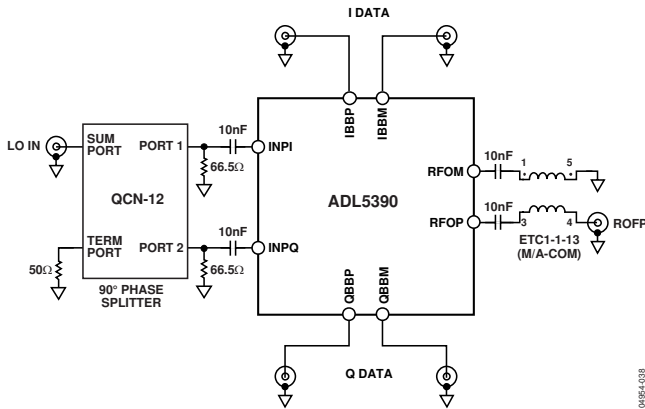 I DATA
IBBP
IBBM
LO IN
SUM
PORT
PORT 1
10nF
INPI
66.5Ω
QCN-12
ADL5390
RFOM
10nF
1
5
RFOP
10nF
3
4
ROFP
ETC1-1-13
(M/A-COM)
TERM
PORT
PORT 2
10nF
INPQ
50Ω
66.5Ω
90° PHASE
SPLITTER
QBBP
QBBM
Q DATA
04954-038